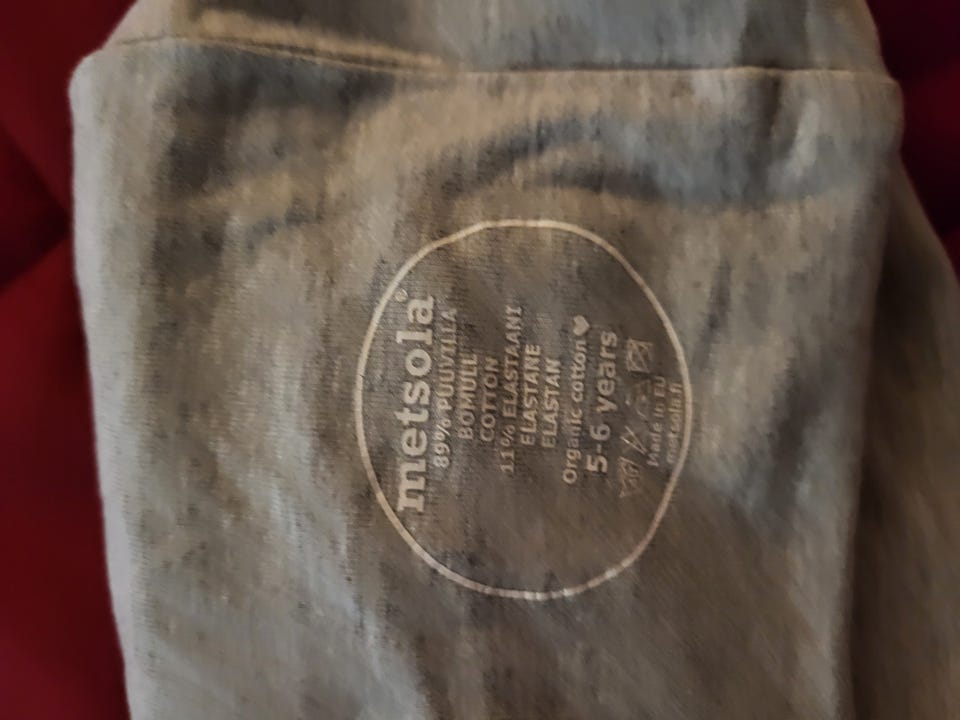 metsola®
89% PUUVILLA
BOMULL
COTTON
11% ELASTAANI
ELASTANE
ELASTAN
Organic cotton ♥
5-6 years
Made in EU
metsola.fi